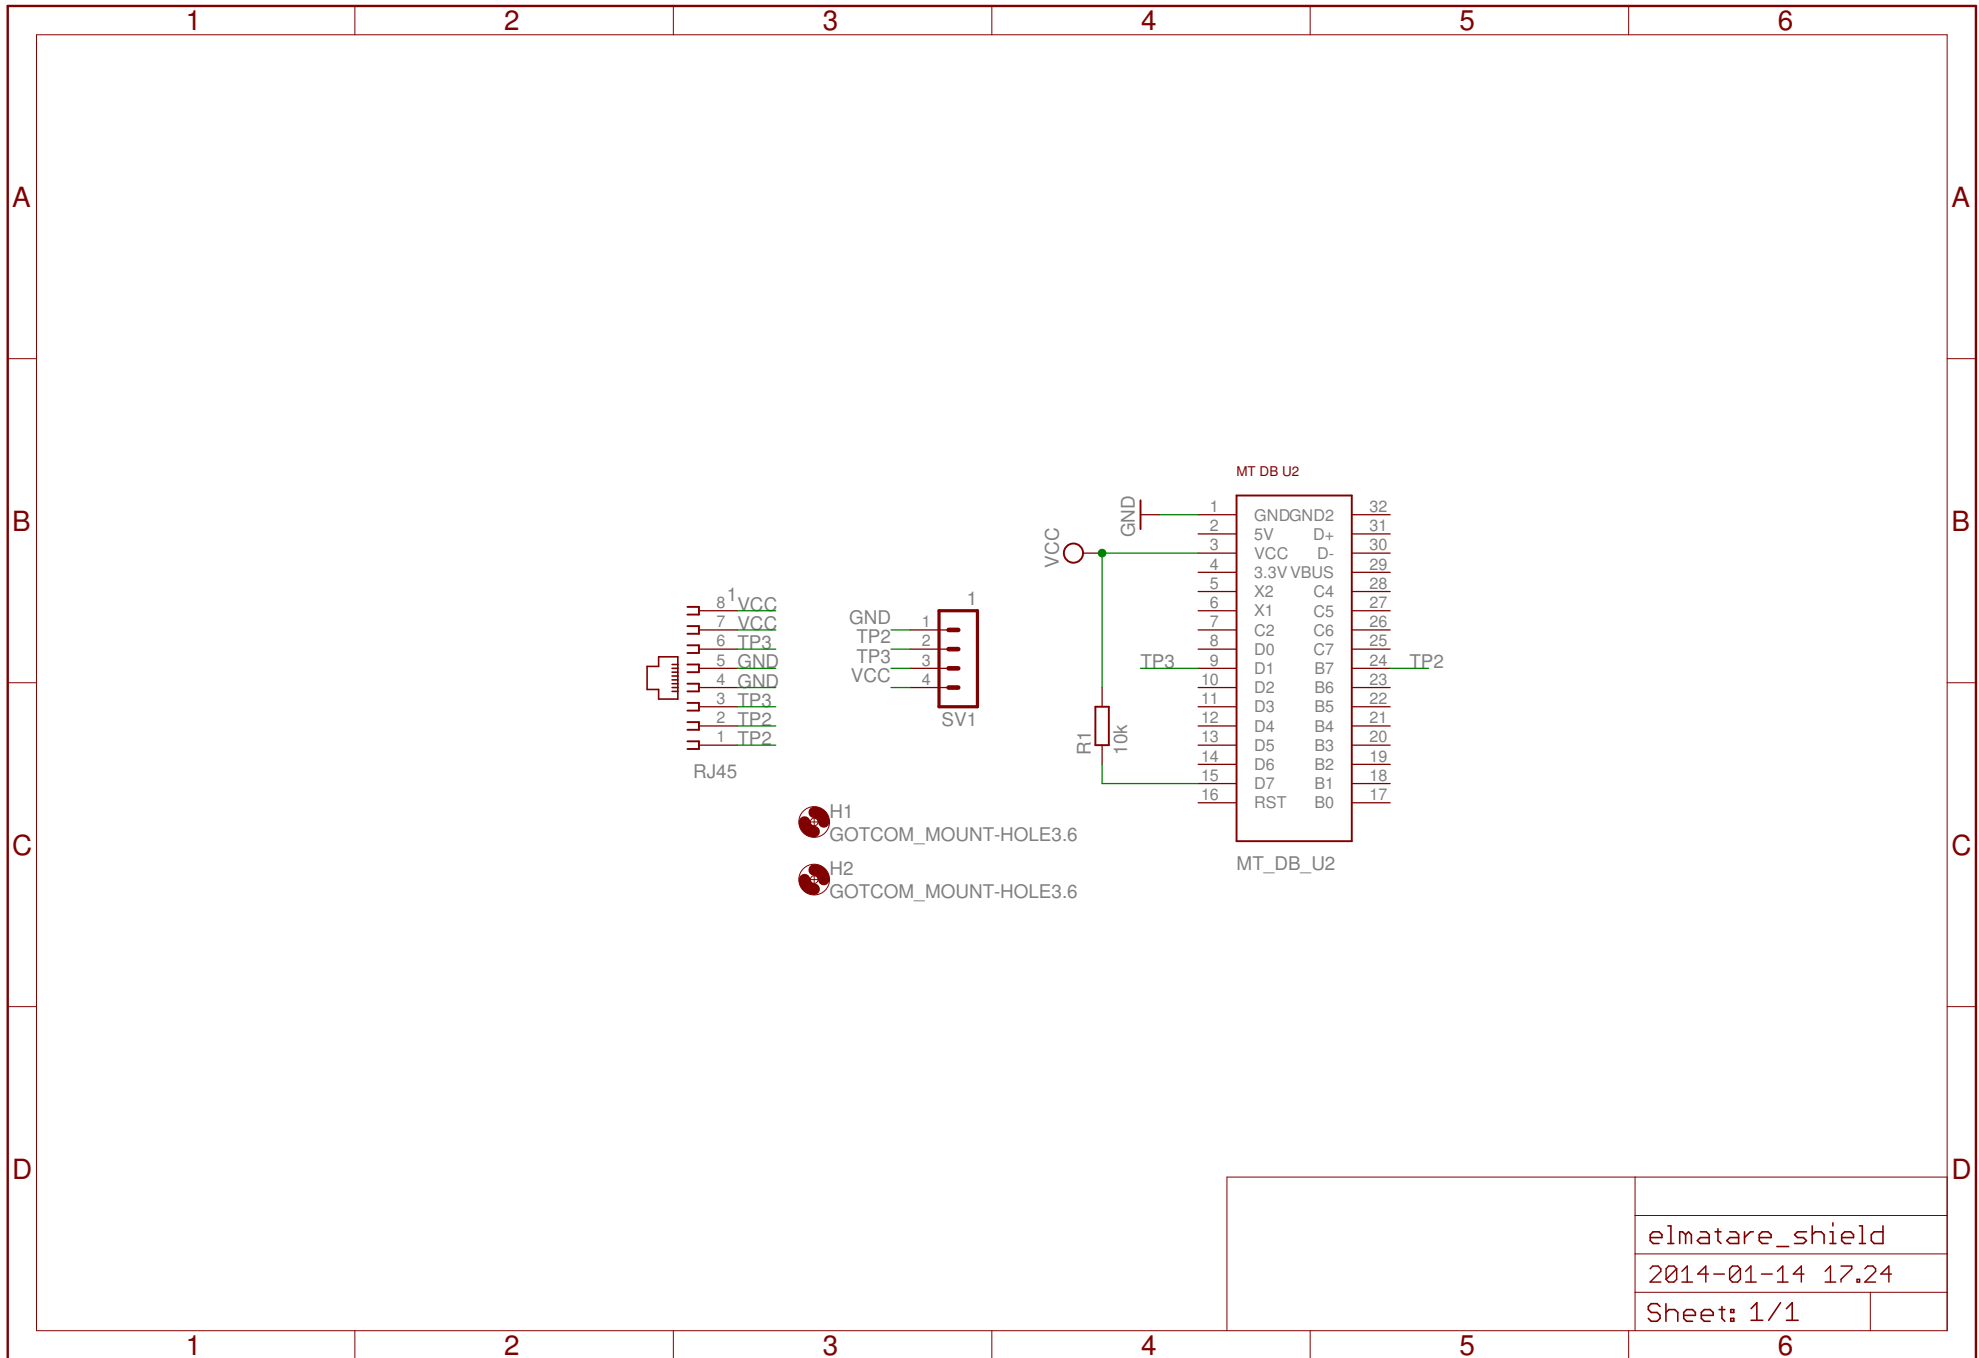 1 2 3 4 5 6
A A
B B
C C
D D
MT DB U2
GND
VCC
1 GND GND2 32
2 5V D+ 31
3 VCC D- 30
4 3.3V VBUS 29
5 X2 C4 28
6 X1 C5 27
7 C2 C6 26
8 D0 C7 25
TP3 9 D1 B7 24 TP2
10 D2 B6 23
11 D3 B5 22
12 D4 B4 21
13 D5 B3 20
14 D6 B2 19
15 D7 B1 18
16 RST B0 17
MT_DB_U2
R1
10k
1
8 VCC
7 VCC
6 TP3
5 GND
4 GND
3 TP3
2 TP2
1 TP2
RJ45
1
GND 1
TP2 2
TP3 3
VCC 4
SV1
H1
GOTCOM_MOUNT-HOLE3.6
H2
GOTCOM_MOUNT-HOLE3.6
elmatare_shield
2014-01-14 17.24
Sheet: 1/1
1 2 3 4 5 6